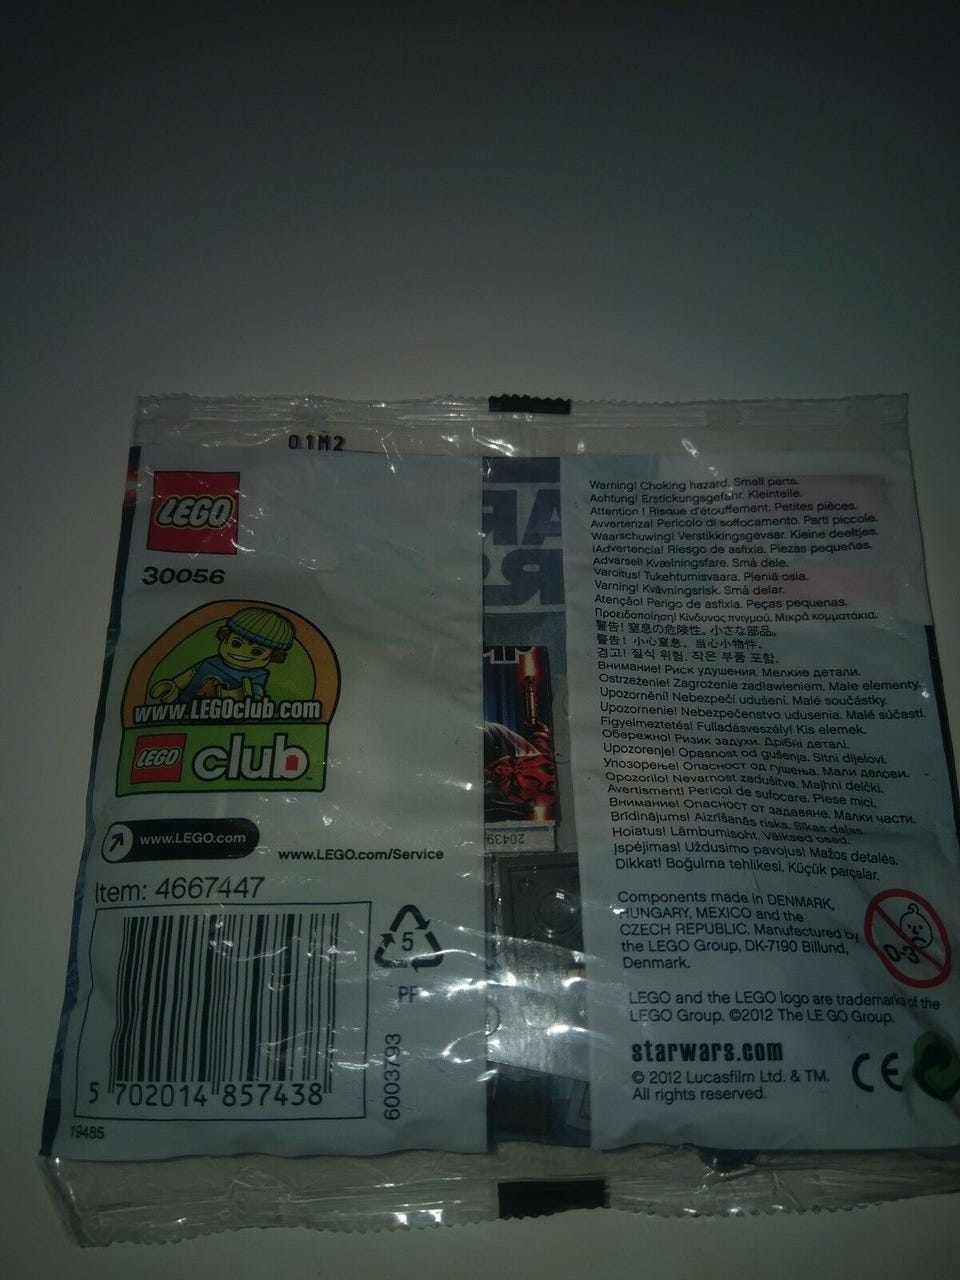 01M2
LEGO
30056
www.LEGOclub.com
LEGO club
TM
www.LEGO.com
www.LEGO.com/Service
Item: 4667447
5 702014 857438
19485
5
PP
6003793
20439
Warning! Choking hazard. Small parts.
Achtung! Erstickungsgefahr. Kleinteile.
Attention ! Risque d'étouffement. Petites pièces.
Avvertenza! Pericolo di soffocamento. Parti piccole.
Waarschuwing! Verstikkingsgevaar. Kleine deeltjes.
¡Advertencia! Riesgo de asfixia. Piezas pequeñas.
Advarsel! Kvælningsfare. Små dele.
Varoitus! Tukehtumisvaara. Pieniä osia.
Varning! Kvävningsrisk. Små delar.
Atenção! Perigo de asfixia. Peças pequenas.
Προειδοποίηση! Κίνδυνος πνιγμού. Μικρά κομματάκια.
警告! 窒息の危険性。小さな部品。
警告! 小心窒息。当心小物件。
경고! 질식 위험. 작은 부품 포함.
Внимание! Риск удушения. Мелкие детали.
Ostrzeżenie! Zagrożenie zadławieniem. Małe elementy.
Upozornění! Nebezpečí udušení. Malé součástky.
Upozornenie! Nebezpečenstvo udusenia. Malé súčasti.
Figyelmeztetés! Fulladásveszély! Kis elemek.
Обережно! Ризик задухи. Дрібні деталі.
Upozorenje! Opasnost od gušenja. Sitni dijelovi.
Упозорење! Опасност од гушења. Мали делови.
Opozorilo! Nevarnost zadušitve. Majhni delčki.
Avertisment! Pericol de sufocare. Piese mici.
Внимание! Опасност от задавяне. Малки части.
Brīdinājums! Aizrīšanās risks. Sīkas daļas.
Hoiatus! Lämbumisoht. Väiksed osad.
Įspėjimas! Uždusimo pavojus! Mažos detalės.
Dikkat! Boğulma tehlikesi. Küçük parçalar.
Components made in DENMARK,
HUNGARY, MEXICO and the
CZECH REPUBLIC. Manufactured by
the LEGO Group, DK-7190 Billund,
Denmark.
0-3
LEGO and the LEGO logo are trademarks of the
LEGO Group. ©2012 The LEGO Group.
starwars.com
© 2012 Lucasfilm Ltd. & TM.
All rights reserved.
CE